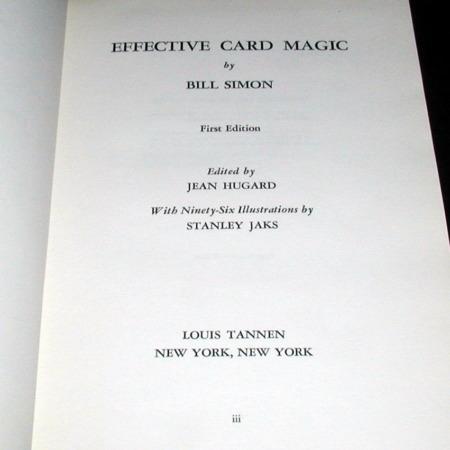 EFFECTIVE CARD MAGIC
by
BILL SIMON
First Edition
Edited by
JEAN HUGARD
With Ninety-Six Illustrations by
STANLEY JAKS
LOUIS TANNEN
NEW YORK, NEW YORK
iii